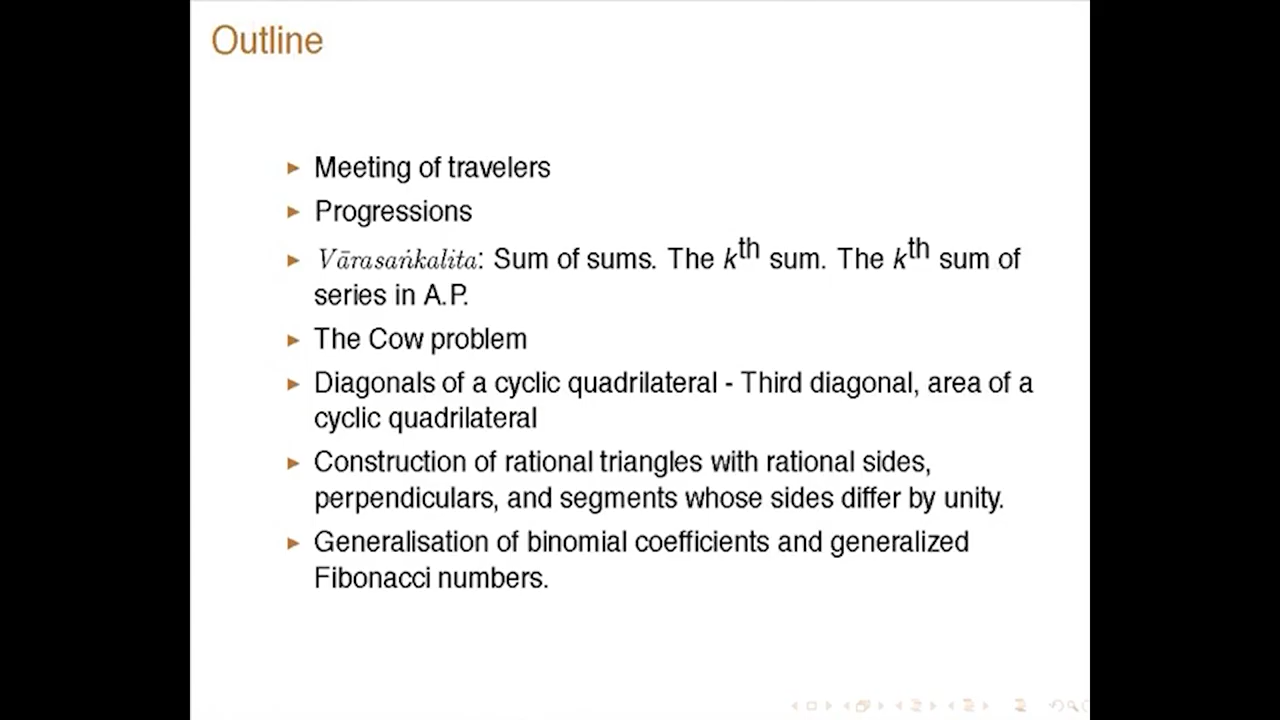 Outline
Meeting of travelers
Progressions
Vārasaṅkalita: Sum of sums. The kth sum. The kth sum of
series in A.P.
The Cow problem
Diagonals of a cyclic quadrilateral - Third diagonal, area of a
cyclic quadrilateral
Construction of rational triangles with rational sides,
perpendiculars, and segments whose sides differ by unity.
Generalisation of binomial coefficients and generalized
Fibonacci numbers.